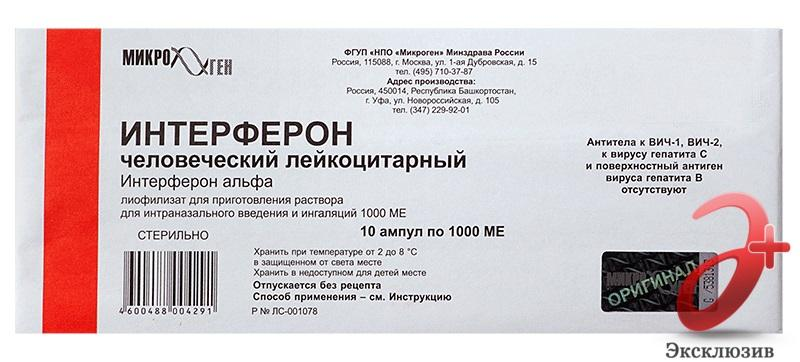 МИКРОГЕН
ФГУП «НПО «Микроген» Минздрава России
Россия, 115088, г. Москва, ул. 1-ая Дубровская, д. 15
тел. (495) 710-37-87
Адрес производства:
Россия, 450014, Республика Башкортостан,
г. Уфа, ул. Новороссийская, д. 105
тел. (347) 229-92-01
ИНТЕРФЕРОН
человеческий лейкоцитарный
Интерферон альфа
лиофилизат для приготовления раствора
для интраназального введения и ингаляций 1000 МЕ
Антитела к ВИЧ-1, ВИЧ-2,
к вирусу гепатита С
и поверхностный антиген
вируса гепатита В
отсутствуют
СТЕРИЛЬНО
10 ампул по 1000 МЕ
Хранить при температуре от 2 до 8 °С
в защищенном от света месте
Хранить в недоступном для детей месте
Отпускается без рецепта
Способ применения – см. Инструкцию
Р № ЛС-001078
4600488004291
ОРИГИНАЛ
Эксклюзив